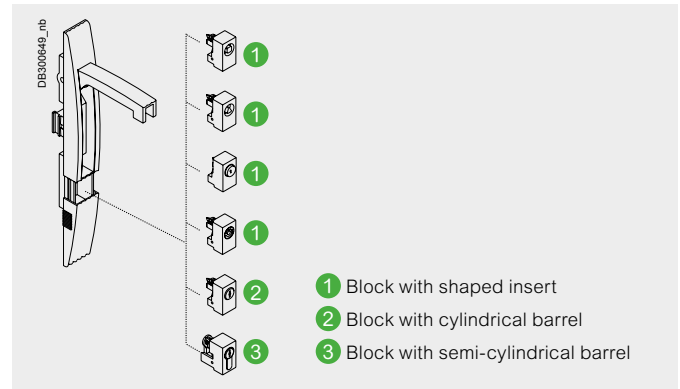 DB300649_nb
1
1
1
1
2
3
1 Block with shaped insert
2 Block with cylindrical barrel
3 Block with semi-cylindrical barrel